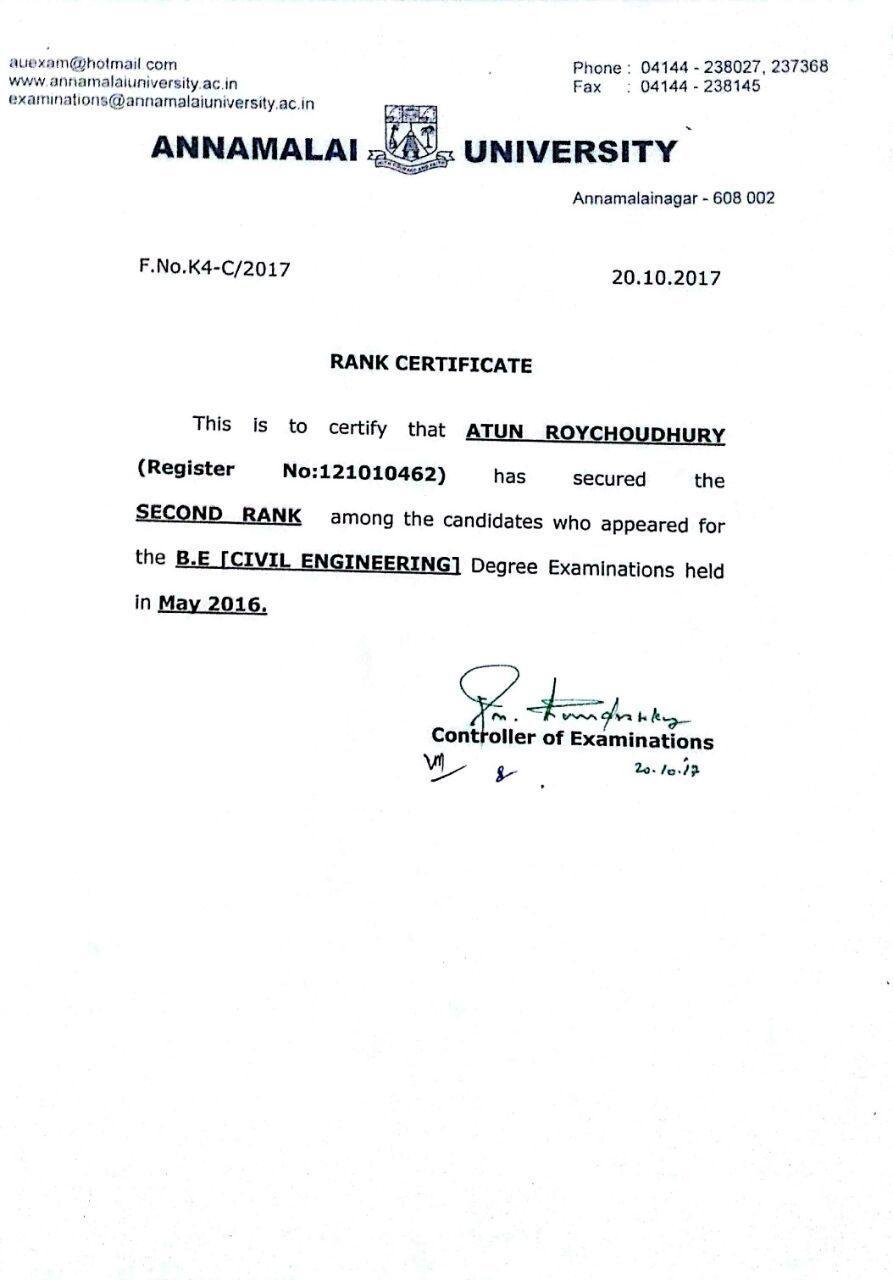 auexam@hotmail com
www.annamalaiuniversity.ac.in
examinations@annamalaiuniversity.ac.in
Phone : 04144 - 238027, 237368
Fax : 04144 - 238145
ANNAMALAI UNIVERSITY
Annamalainagar - 608 002
F.No.K4-C/2017
20.10.2017
RANK CERTIFICATE
This is to certify that ATUN ROYCHOUDHURY
(Register No:121010462) has secured the
SECOND RANK among the candidates who appeared for
the B.E [CIVIL ENGINEERING] Degree Examinations held
in May 2016.
Controller of Examinations
20.10.17